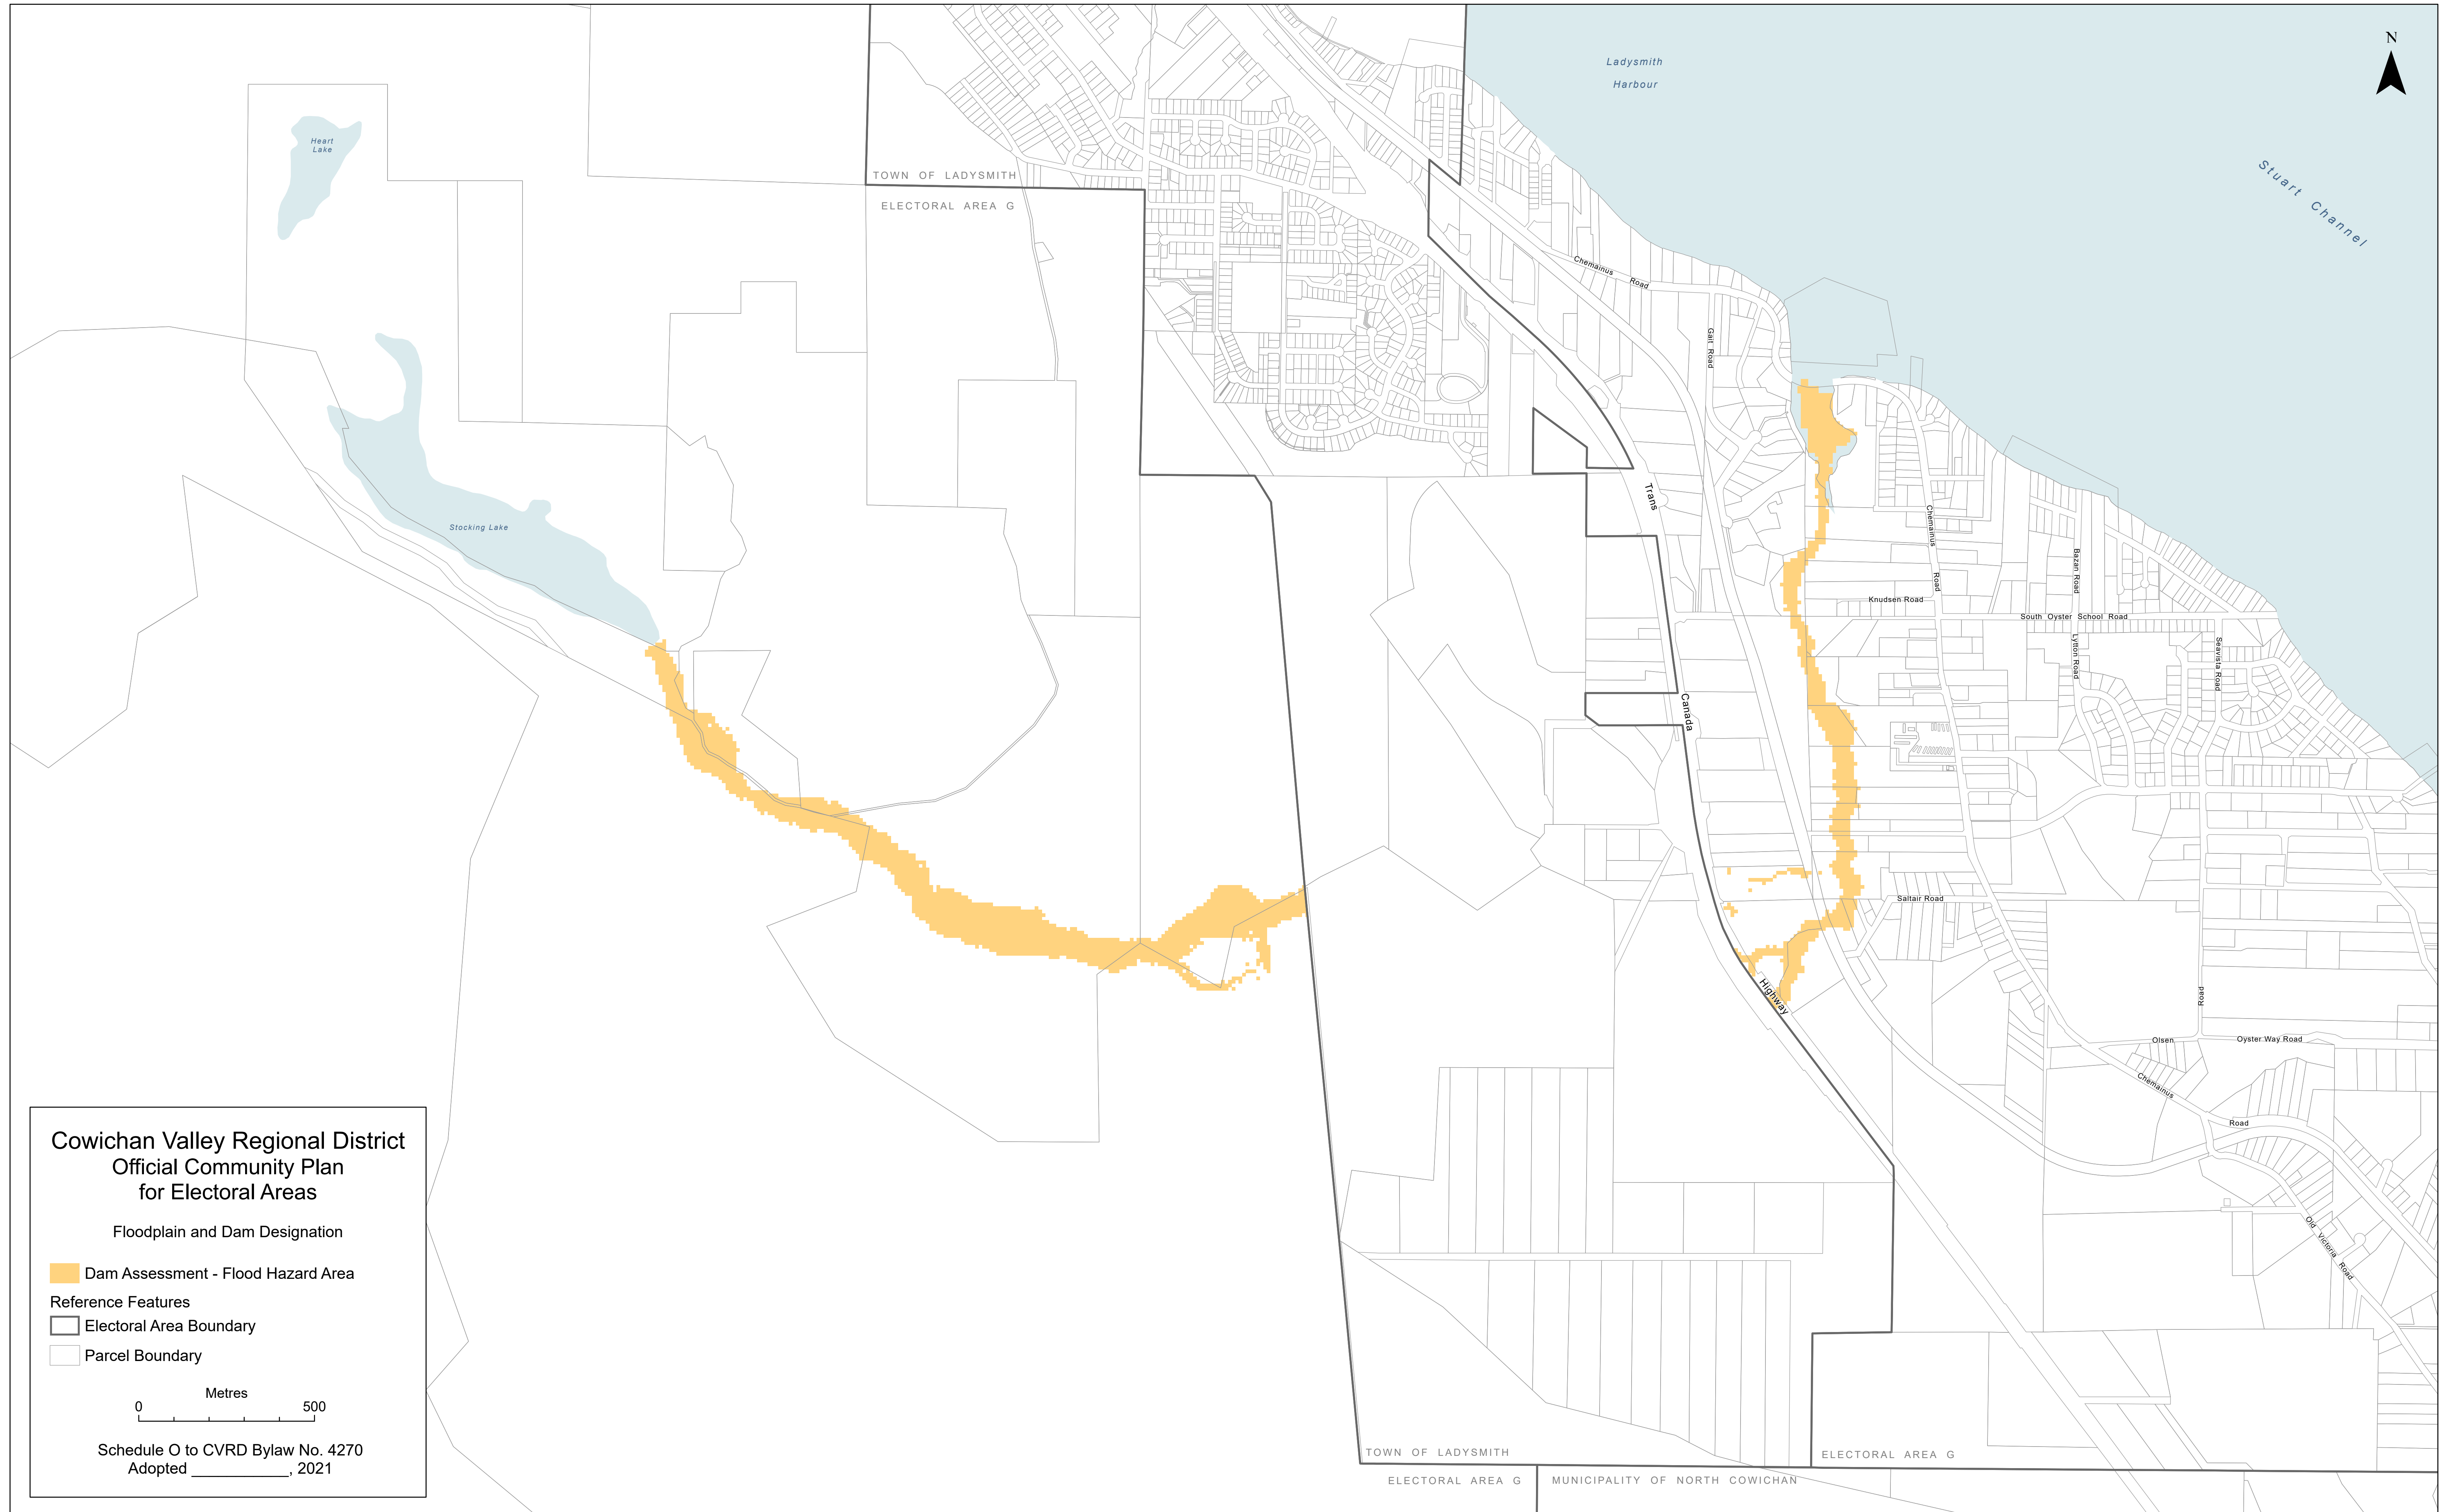 N
Ladysmith
Harbour
Stuart Channel
Heart
Lake
TOWN OF LADYSMITH
ELECTORAL AREA G
Chemainus Road
Gait Road
Stocking Lake
Trans
Canada
Highway
Chemainus
Road
Bazan Road
Knudsen Road
South Oyster School Road
Lytton Road
Seavista Road
Saltair Road
Road
Olsen
Oyster Way Road
Chemainus
Road
Old Victoria Road
Cowichan Valley Regional District
Official Community Plan
for Electoral Areas
Floodplain and Dam Designation
Dam Assessment - Flood Hazard Area
Reference Features
Electoral Area Boundary
Parcel Boundary
Metres
0 500
Schedule O to CVRD Bylaw No. 4270
Adopted ___________, 2021
TOWN OF LADYSMITH
ELECTORAL AREA G
ELECTORAL AREA G
MUNICIPALITY OF NORTH COWICHAN